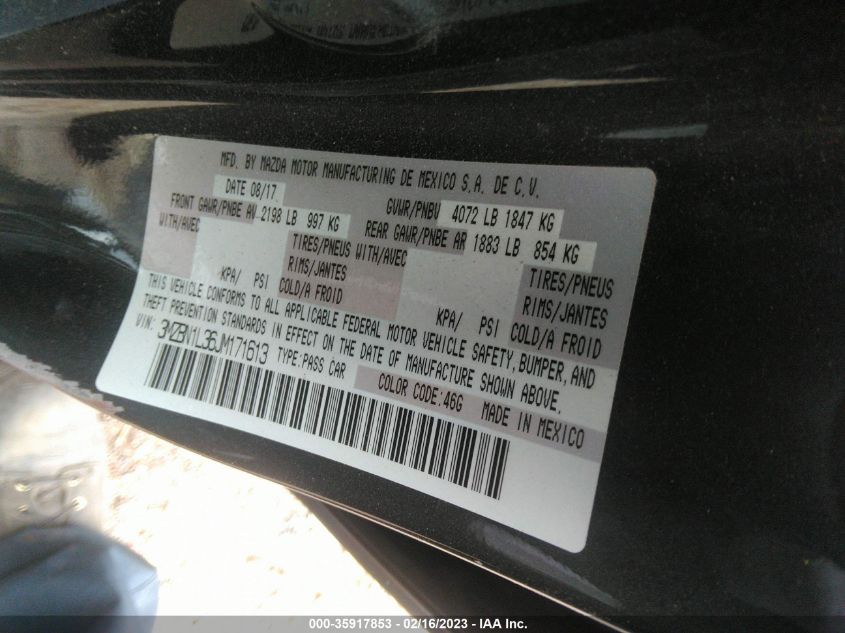 MFD. BY MAZDA MOTOR MANUFACTURING DE MEXICO S.A. DE C.V.
DATE 08/17 GVWR/PNBV 4072 LB 1847 KG
FRONT GAWR/PNBE AV 2198 LB 997 KG REAR GAWR/PNBE AR 1883 LB 854 KG
WITH/AVEC TIRES/PNEUS WITH/AVEC TIRES/PNEUS
RIMS/JANTES RIMS/JANTES
KPA/ PSI COLD/A FROID KPA/ PSI COLD/A FROID
THIS VEHICLE CONFORMS TO ALL APPLICABLE FEDERAL MOTOR VEHICLE SAFETY, BUMPER, AND
THEFT PREVENTION STANDARDS IN EFFECT ON THE DATE OF MANUFACTURE SHOWN ABOVE.
VIN: 3MZBN1L36JM171613 TYPE: PASS CAR
COLOR CODE: 46G MADE IN MEXICO
000-35917853 - 02/16/2023 - IAA Inc.